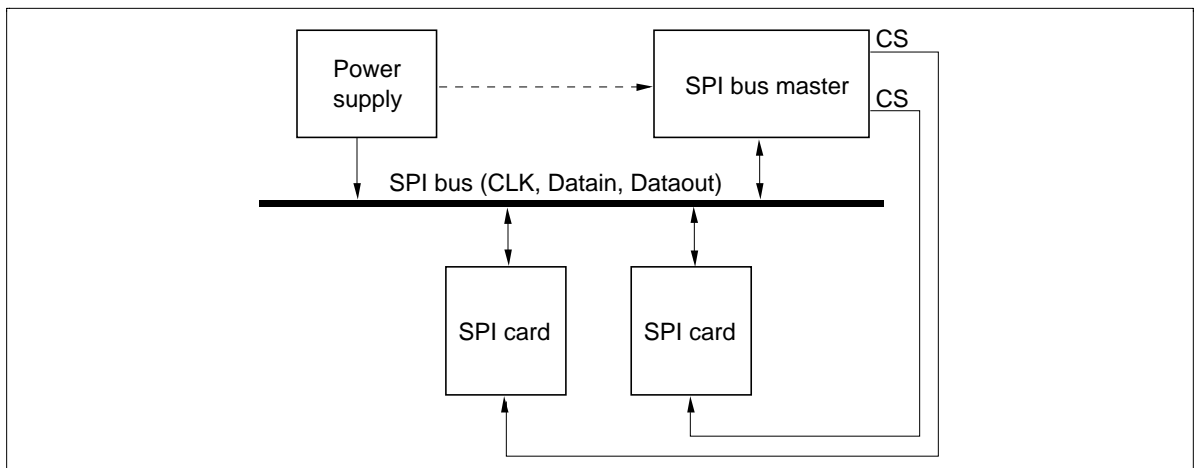 Power
supply
SPI bus master
CS
CS
SPI bus (CLK, Datain, Dataout)
SPI card
SPI card